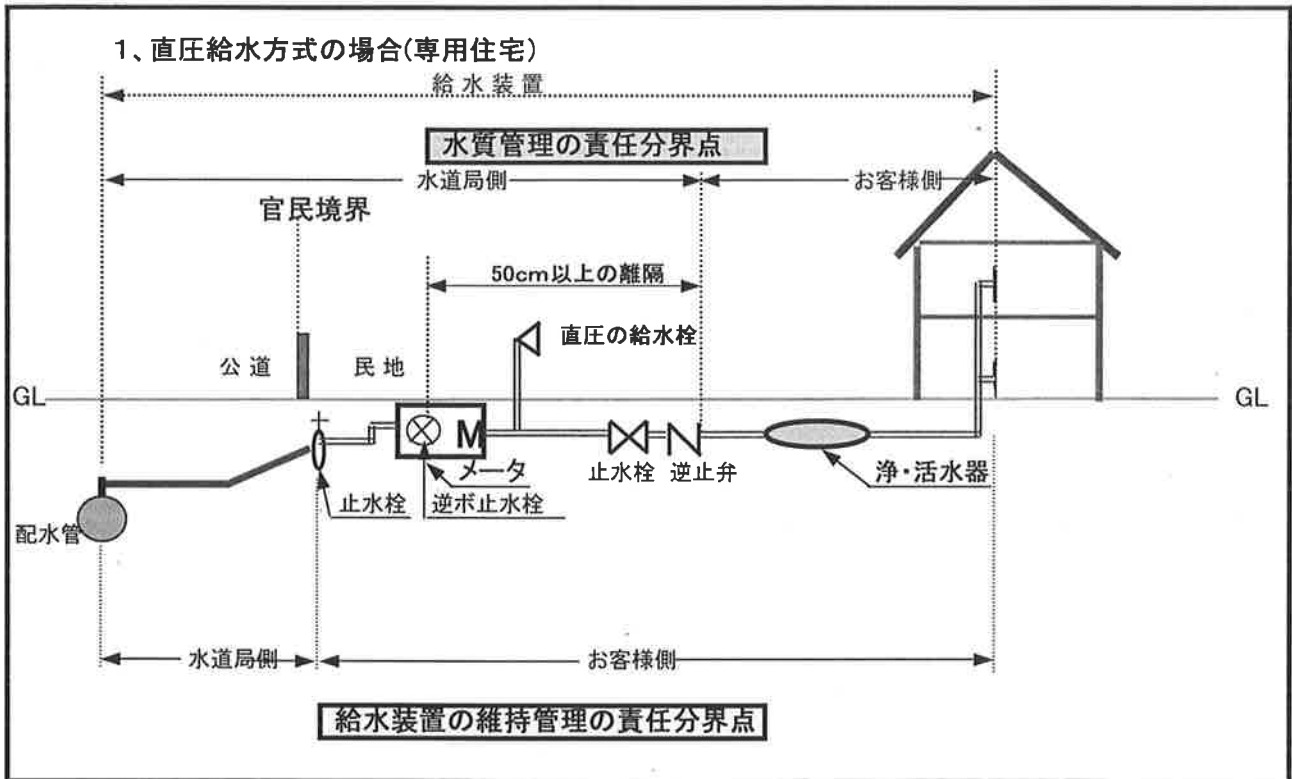 1、直圧給水方式の場合(専用住宅)
給水装置
水質管理の責任分界点
水道局側
お客様側
官民境界
50cm以上の離隔
直圧の給水栓
公道
民地
GL
GL
M
メータ
止水栓
逆止弁
浄・活水器
止水栓
逆ボ止水栓
配水管
水道局側
お客様側
給水装置の維持管理の責任分界点